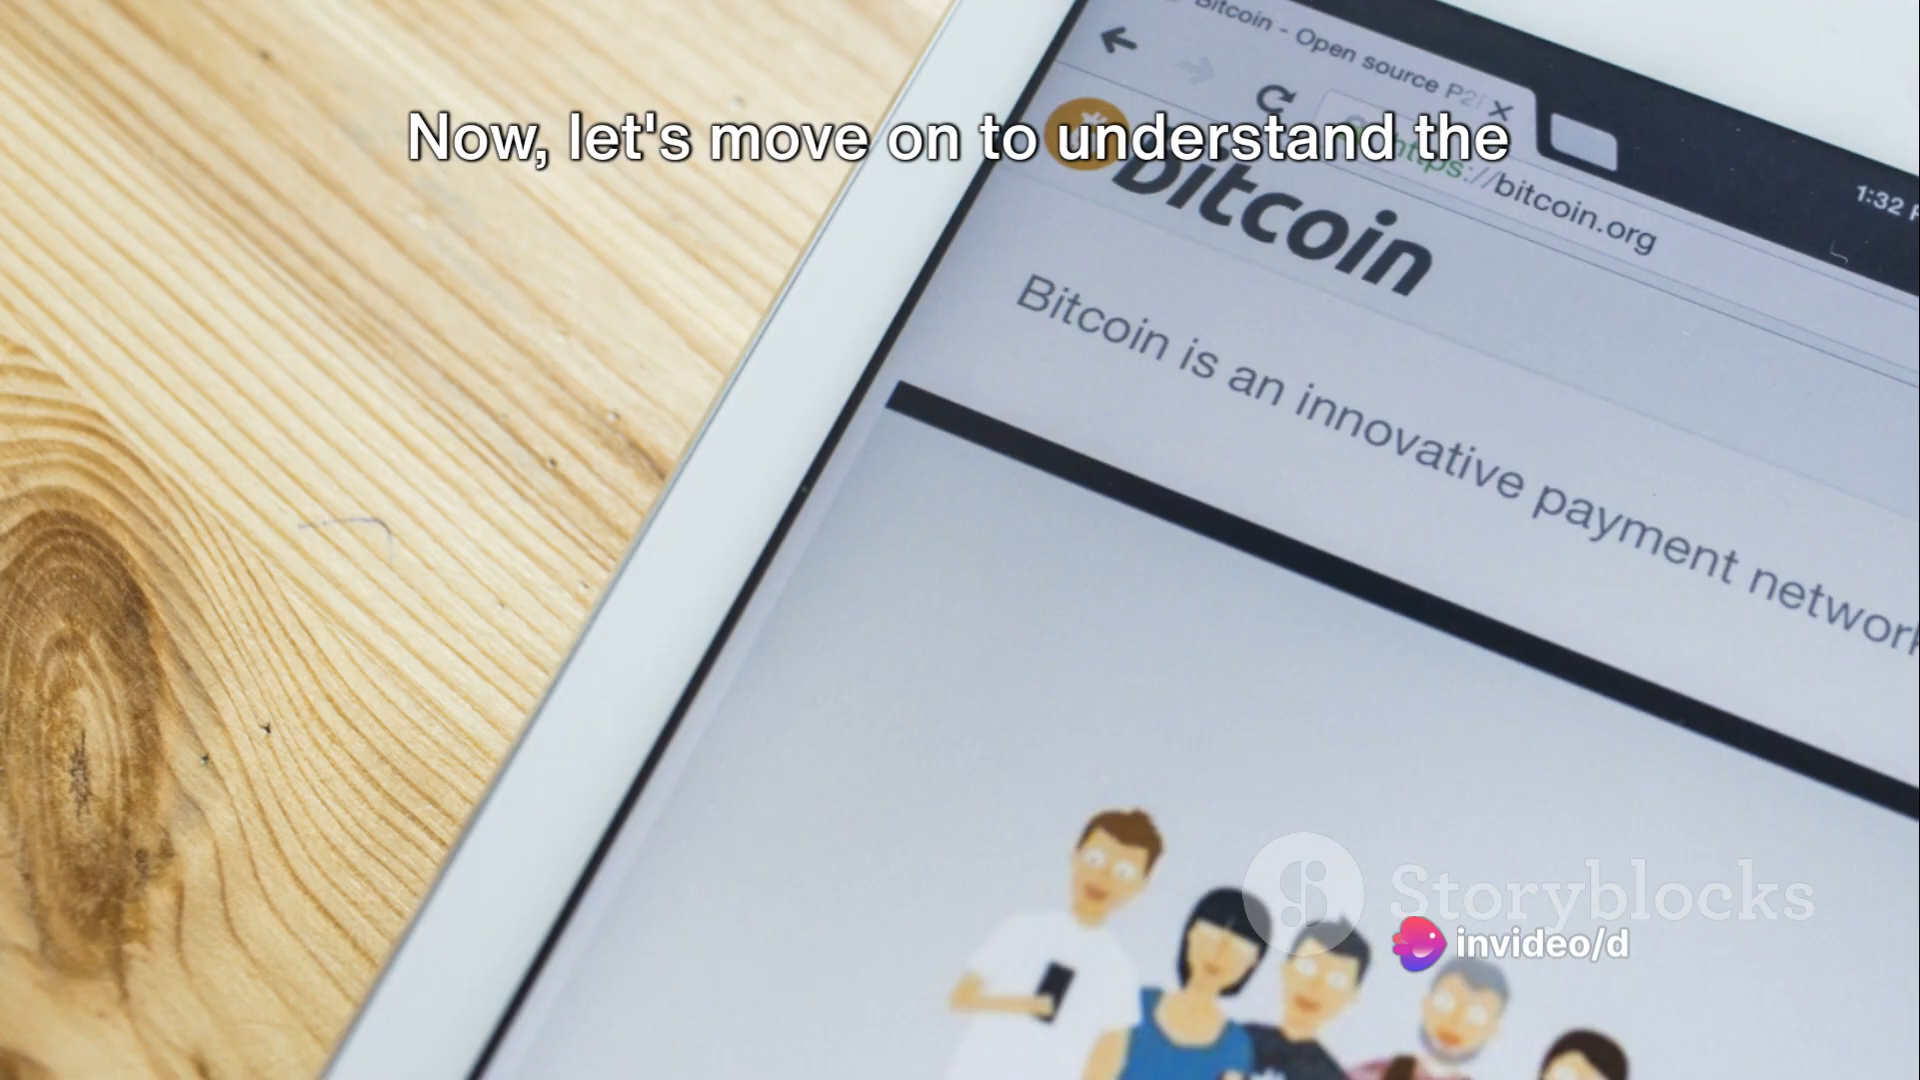 Bitcoin - Open source P2P
Now, let's move on to understand the
https://bitcoin.org
1:32
bitcoin
Bitcoin is an innovative payment network
Storyblocks
invideo/d